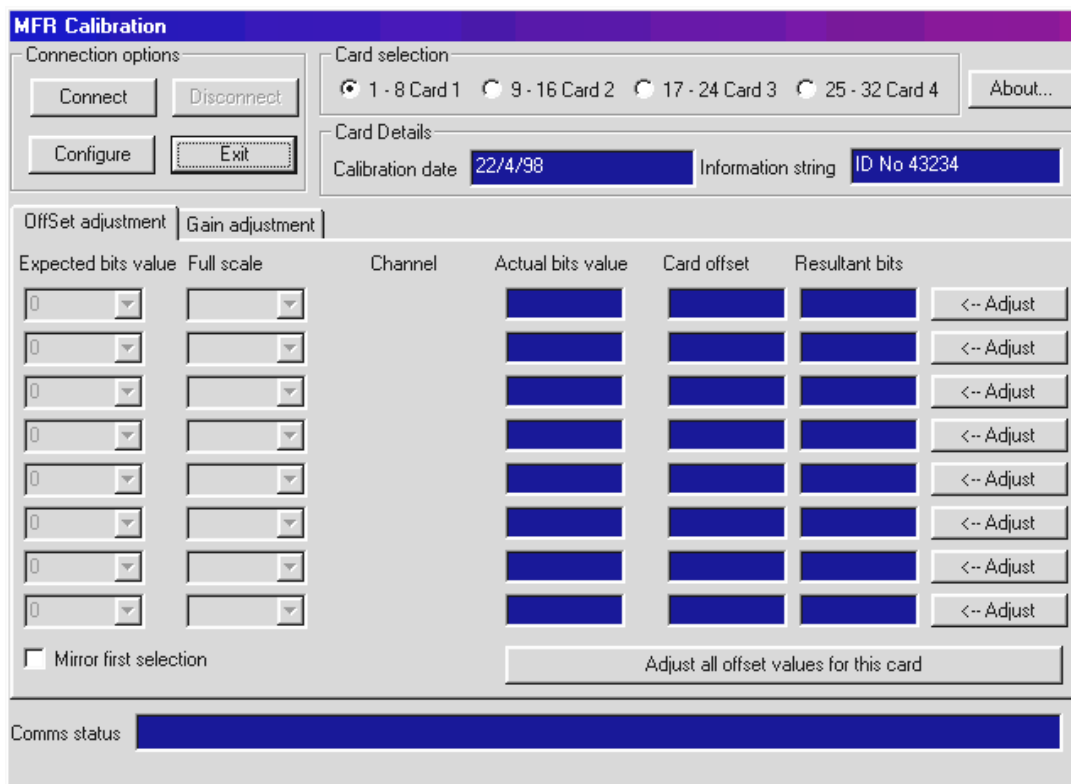 MFR Calibration
Connection options
Connect Disconnect
Configure Exit
Card selection
1 - 8 Card 1 9 - 16 Card 2 17 - 24 Card 3 25 - 32 Card 4
About...
Card Details
Calibration date 22/4/98 Information string ID No 43234
OffSet adjustment Gain adjustment
Expected bits value Full scale Channel Actual bits value Card offset Resultant bits
0 <-- Adjust
0 <-- Adjust
0 <-- Adjust
0 <-- Adjust
0 <-- Adjust
0 <-- Adjust
0 <-- Adjust
0 <-- Adjust
Mirror first selection Adjust all offset values for this card
Comms status